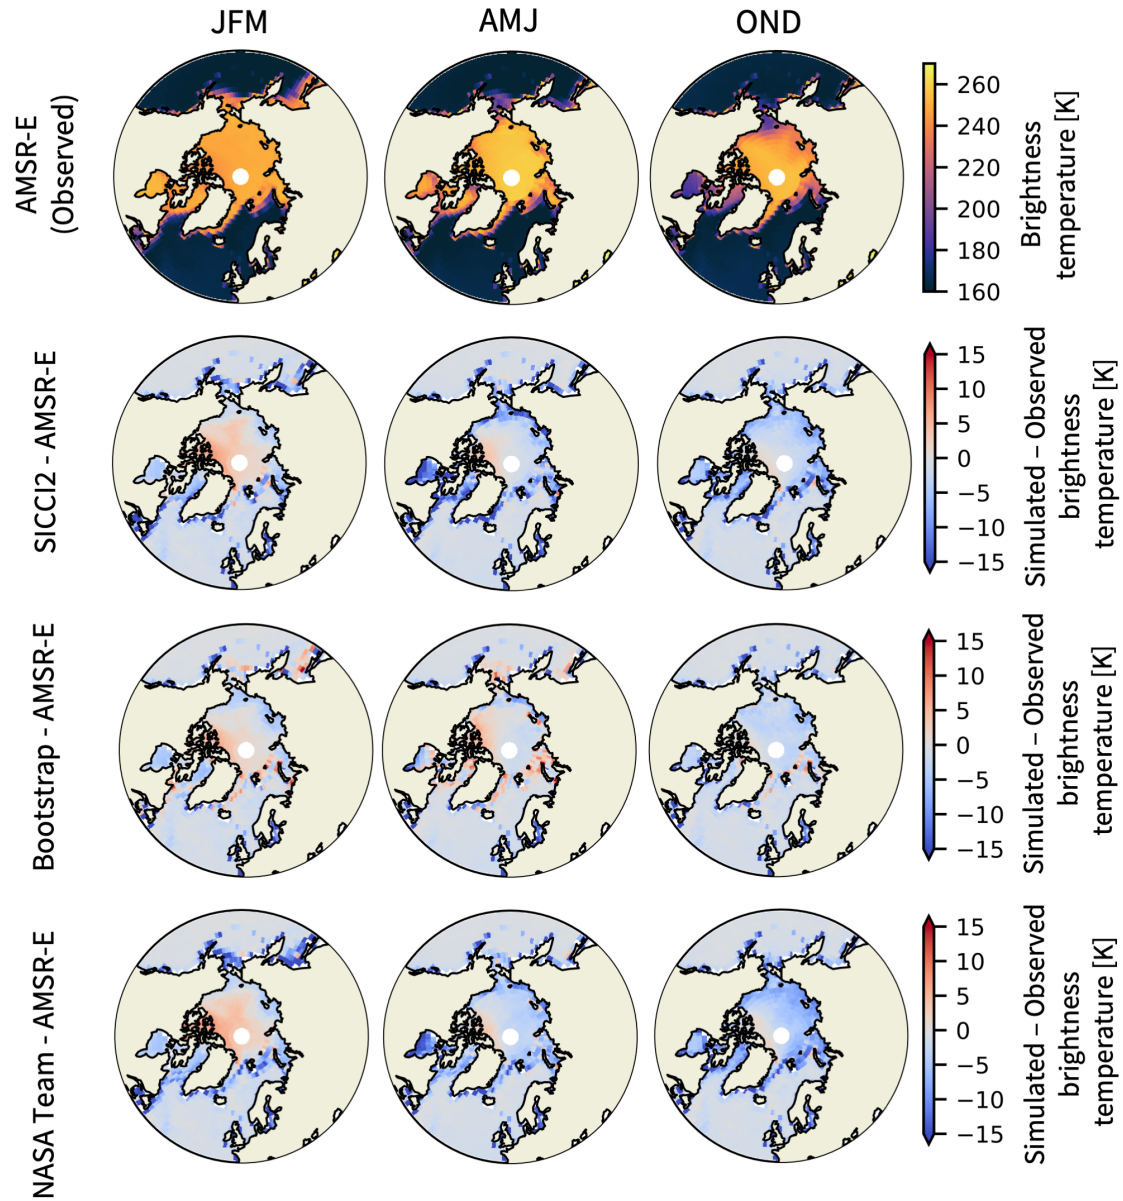 JFM
AMJ
OND
AMSR-E
(Observed)
260
240
220
200
180
160
Brightness
temperature [K]
SICCI2 - AMSR-E
15
10
5
0
−5
−10
−15
Simulated – Observed
brightness
temperature [K]
Bootstrap - AMSR-E
15
10
5
0
−5
−10
−15
Simulated – Observed
brightness
temperature [K]
NASA Team - AMSR-E
15
10
5
0
−5
−10
−15
Simulated – Observed
brightness
temperature [K]